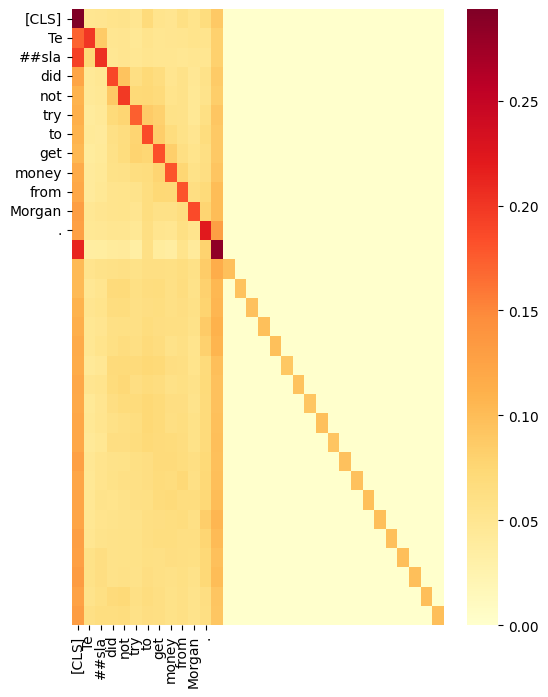 [CLS]
Te
##sla
did
not
try
to
get
money
from
Morgan
.
0.25
0.20
0.15
0.10
0.05
0.00
[CLS]
Te
##sla
did
not
try
to
get
money
from
Morgan
.